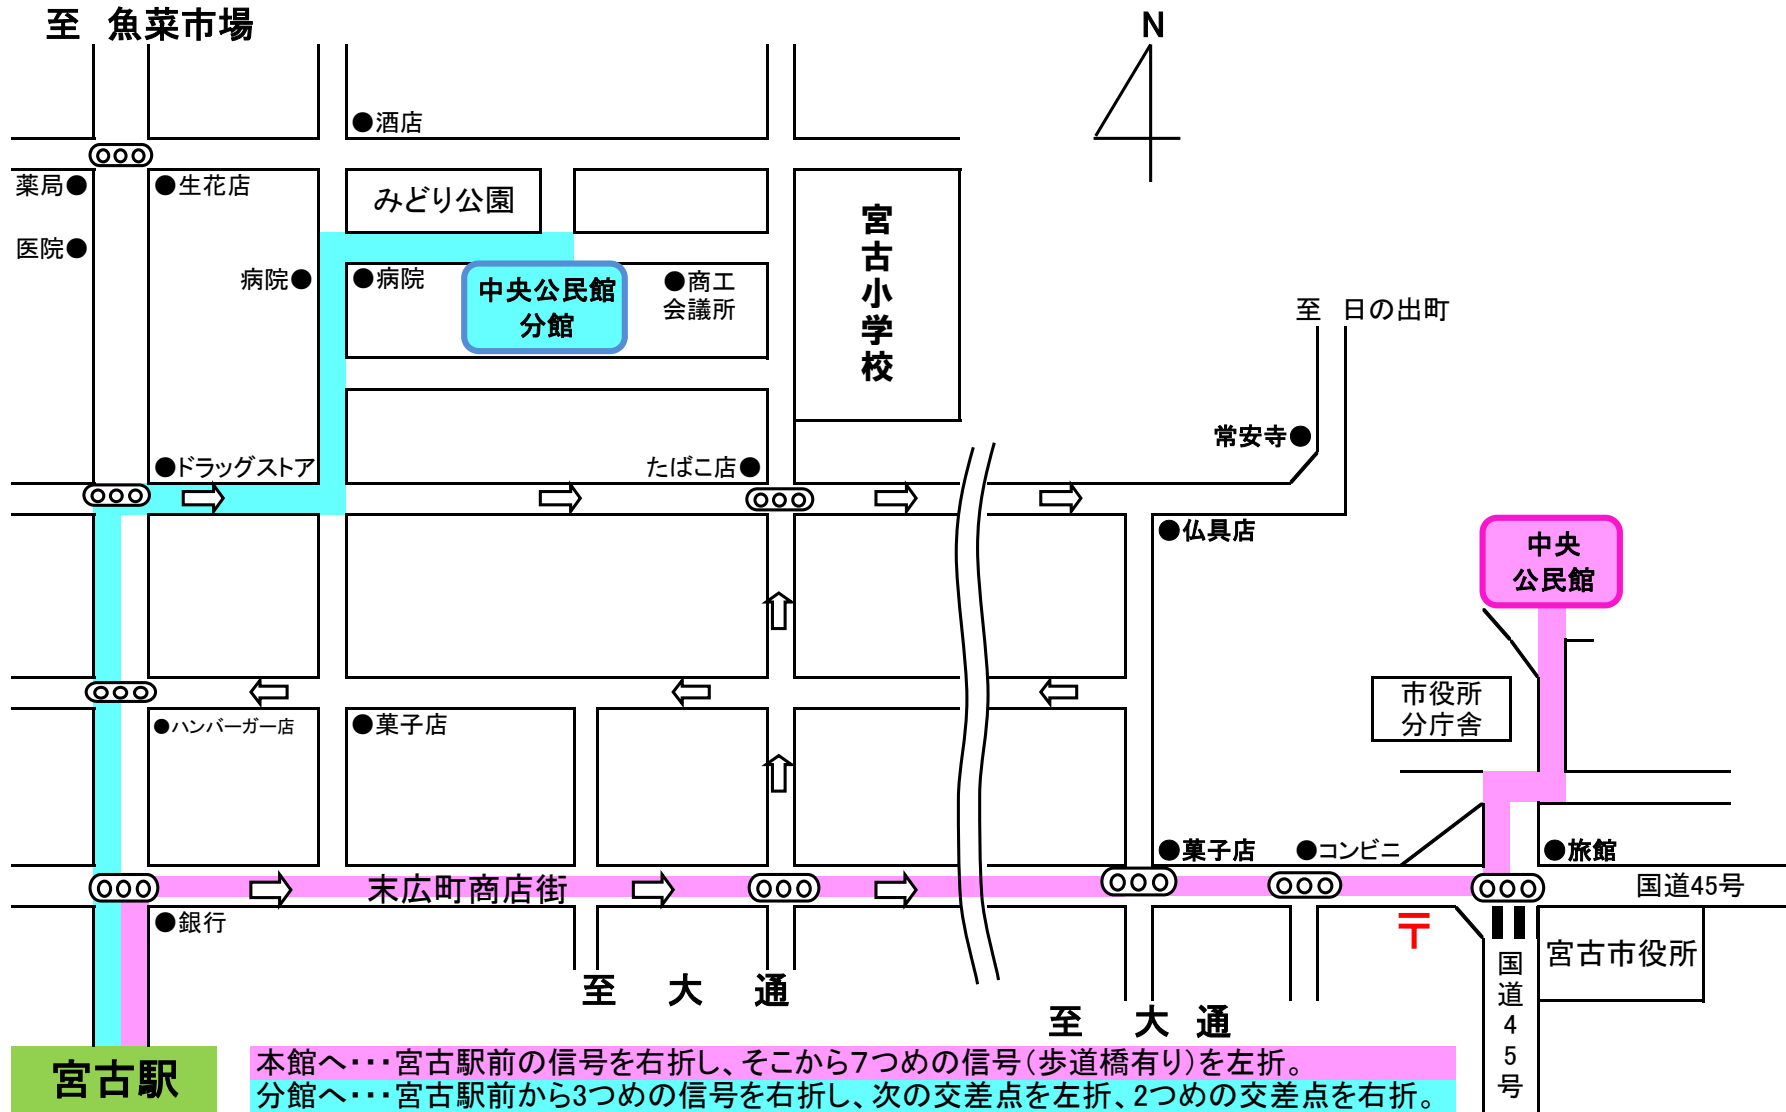 至 魚菜市場
N
●酒店
薬局●
●生花店
みどり公園
宮古小学校
医院●
病院●
●病院
中央公民館
分館
●商工
会議所
至 日の出町
常安寺●
●ドラッグストア
たばこ店●
●仏具店
中央
公民館
市役所
分庁舎
●ハンバーガー店
●菓子店
●菓子店
●コンビニ
●旅館
末広町商店街
国道45号
●銀行
〒
宮古市役所
国道45号
至 大 通
至 大 通
宮古駅
本館へ・・・宮古駅前の信号を右折し、そこから7つめの信号(歩道橋有り)を左折。
分館へ・・・宮古駅前から3つめの信号を右折し、次の交差点を左折、2つめの交差点を右折。